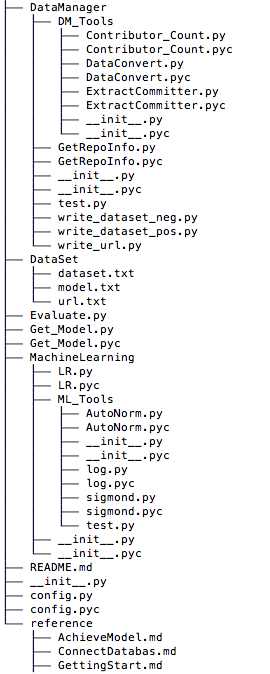 ├── DataManager
│   ├── DM_Tools
│   │   ├── Contributor_Count.py
│   │   ├── Contributor_Count.pyc
│   │   ├── DataConvert.py
│   │   ├── DataConvert.pyc
│   │   ├── ExtractCommitter.py
│   │   ├── ExtractCommitter.pyc
│   │   ├── __init__.py
│   │   └── __init__.pyc
│   ├── GetRepoInfo.py
│   ├── GetRepoInfo.pyc
│   ├── __init__.py
│   ├── __init__.pyc
│   ├── test.py
│   ├── write_dataset_neg.py
│   ├── write_dataset_pos.py
│   └── write_url.py
├── DataSet
│   ├── dataset.txt
│   ├── model.txt
│   └── url.txt
├── Evaluate.py
├── Get_Model.py
├── Get_Model.pyc
├── MachineLearning
│   ├── LR.py
│   ├── LR.pyc
│   ├── ML_Tools
│   │   ├── AutoNorm.py
│   │   ├── AutoNorm.pyc
│   │   ├── __init__.py
│   │   ├── __init__.pyc
│   │   ├── log.py
│   │   ├── log.pyc
│   │   ├── sigmond.py
│   │   ├── sigmond.pyc
│   │   └── test.py
│   ├── __init__.py
│   └── __init__.pyc
├── README.md
├── __init__.py
├── config.py
├── config.pyc
└── reference
    ├── AchieveModel.md
    ├── ConnectDatabas.md
    ├── GettingStart.md